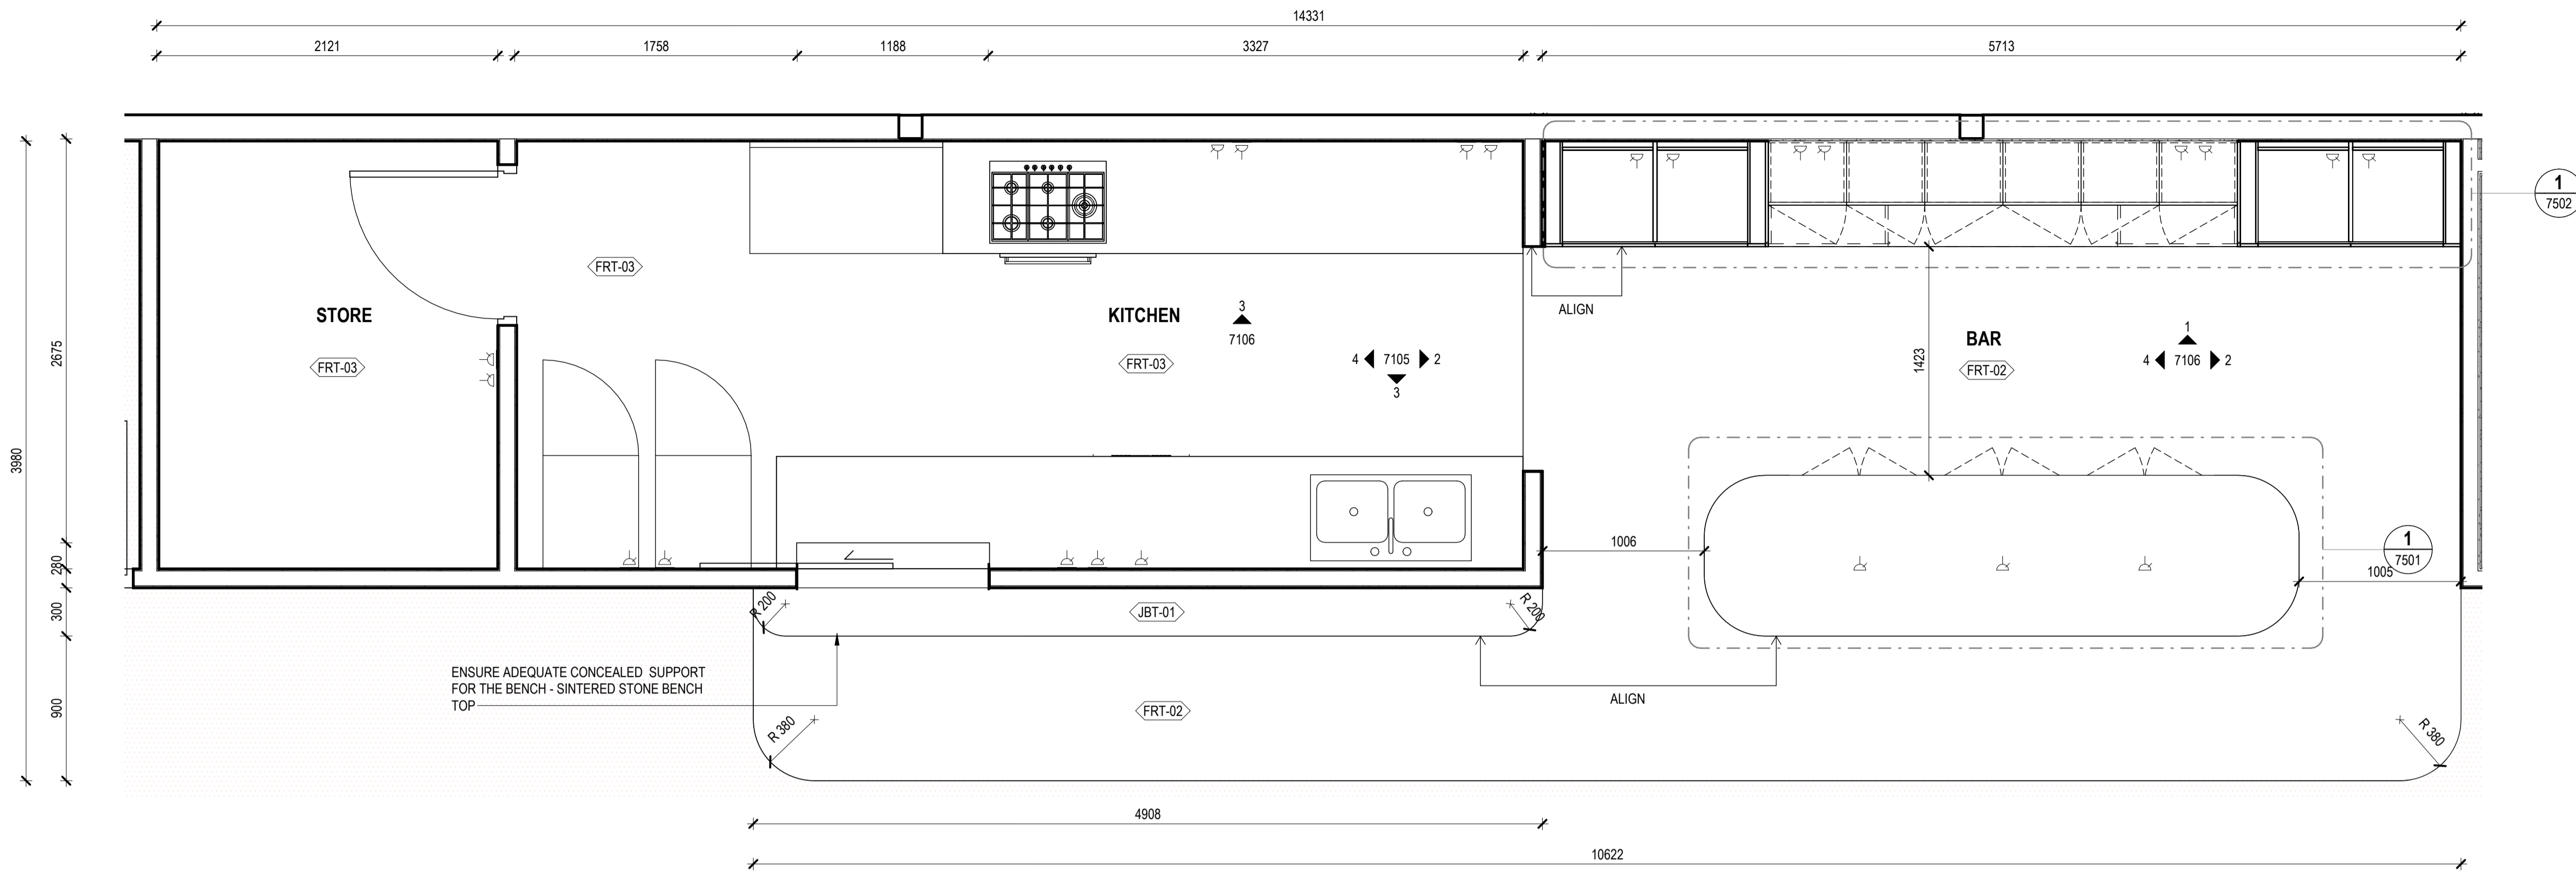 14331
2121
1758
1188
3327
5713
1
7502
FRT-03
STORE
KITCHEN
3
7106
ALIGN
BAR
1
4 7106 2
FRT-03
FRT-03
4 7105 2
3
1423
FRT-02
3980
2675
280
300
900
1006
1
7501
1005
R 200
JBT-01
R 200
ENSURE ADEQUATE CONCEALED SUPPORT
FOR THE BENCH - SINTERED STONE BENCH
TOP
ALIGN
FRT-02
R 380
R 380
4908
10622